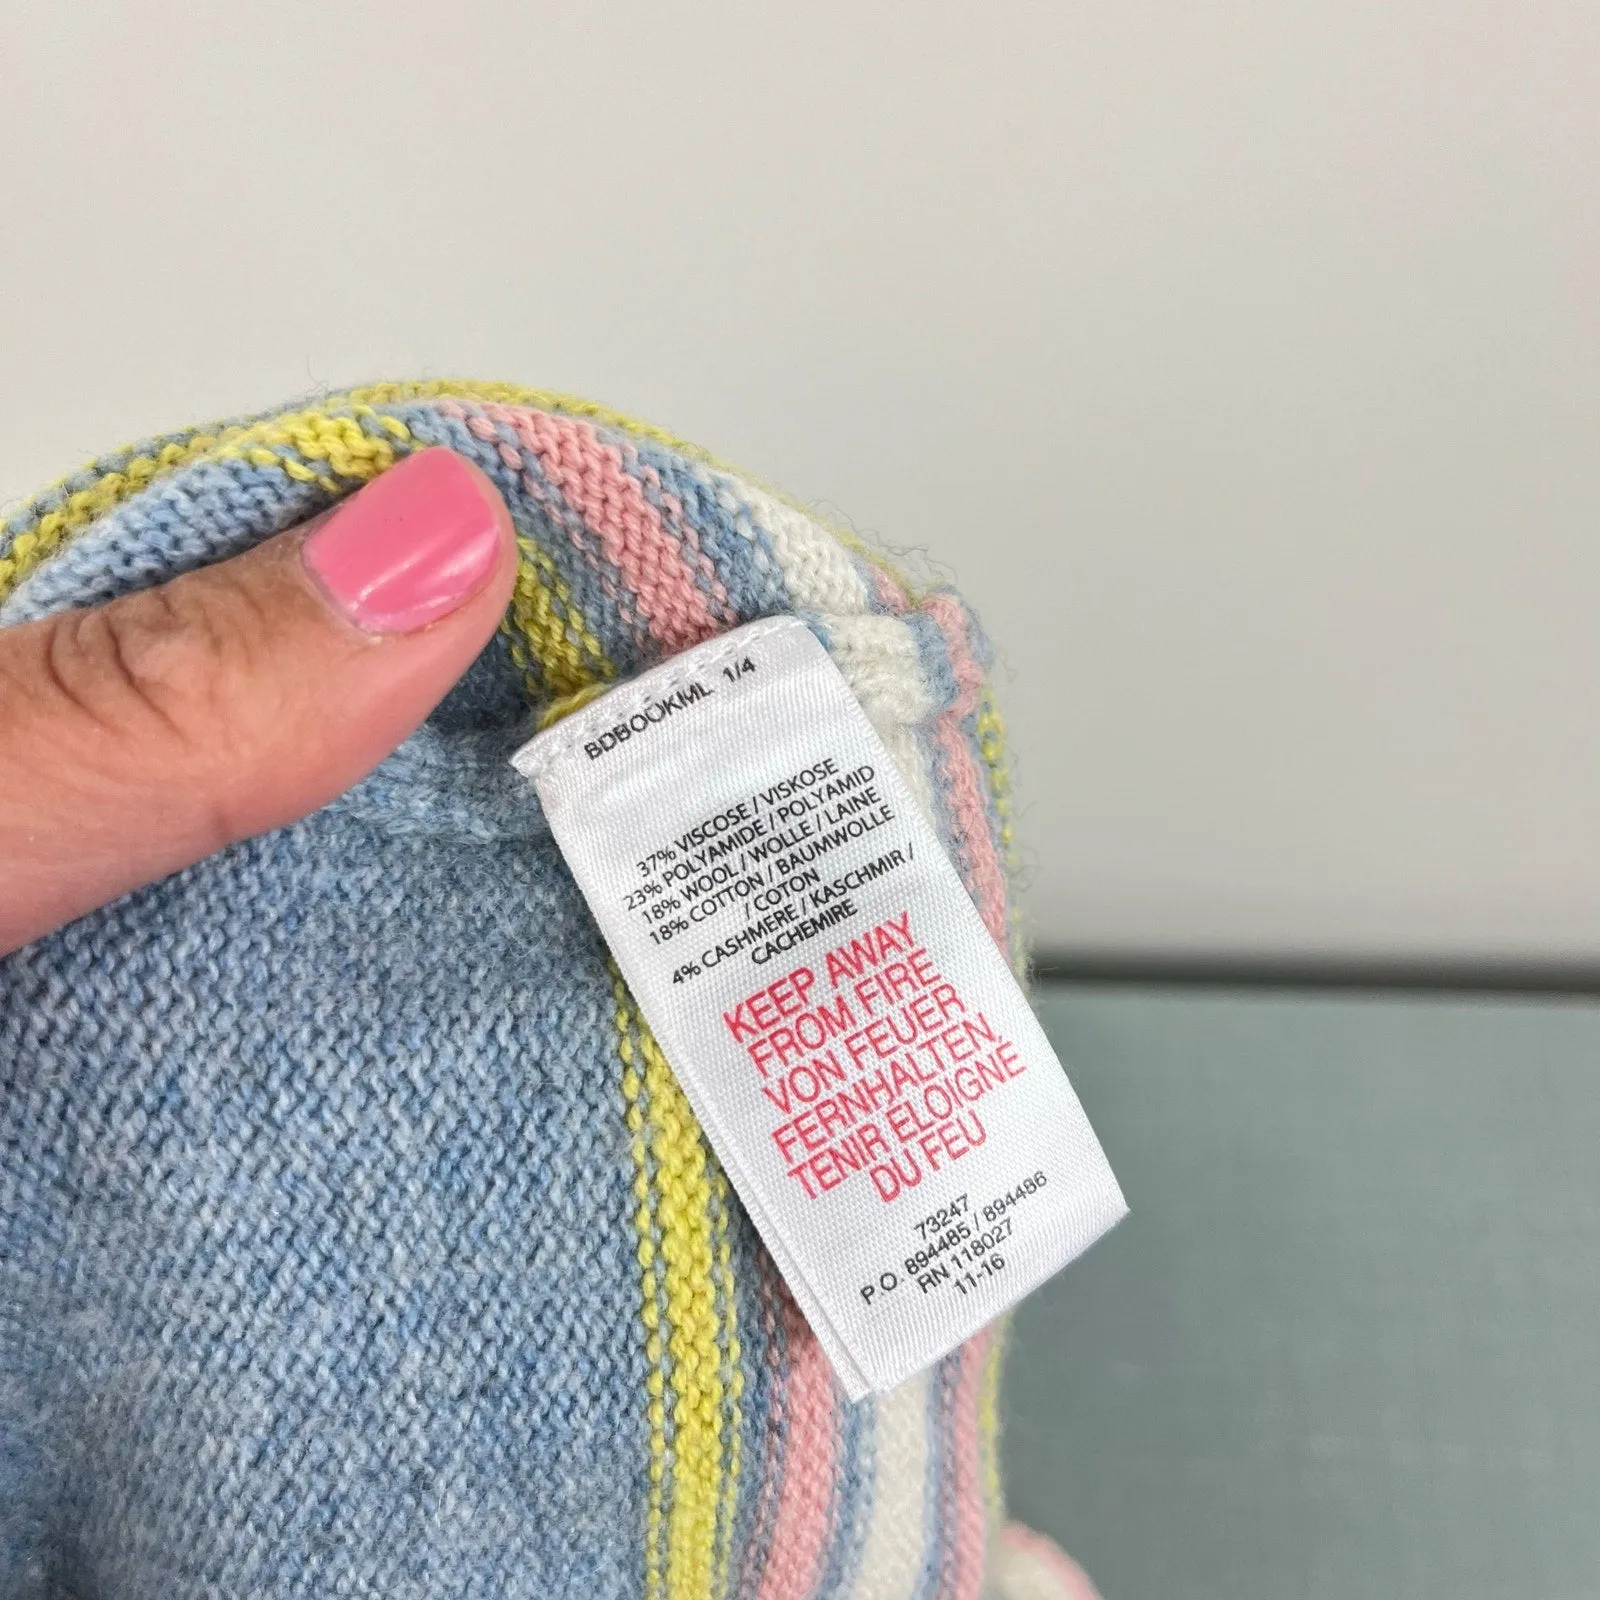 BDBOOKML 1/4
37% VISCOSE / VISKOSE
23% POLYAMIDE / POLYAMID
18% WOOL / WOLLE / LAINE
18% COTTON / BAUMWOLLE
/ COTON
4% CASHMERE / KASCHMIR /
CACHEMIRE
KEEP AWAY
FROM FIRE
VON FEUER
FERNHALTEN
TENIR ELOIGNÉ
DU FEU
73247
P.O. 894485 / 894486
RN 118027
11-16